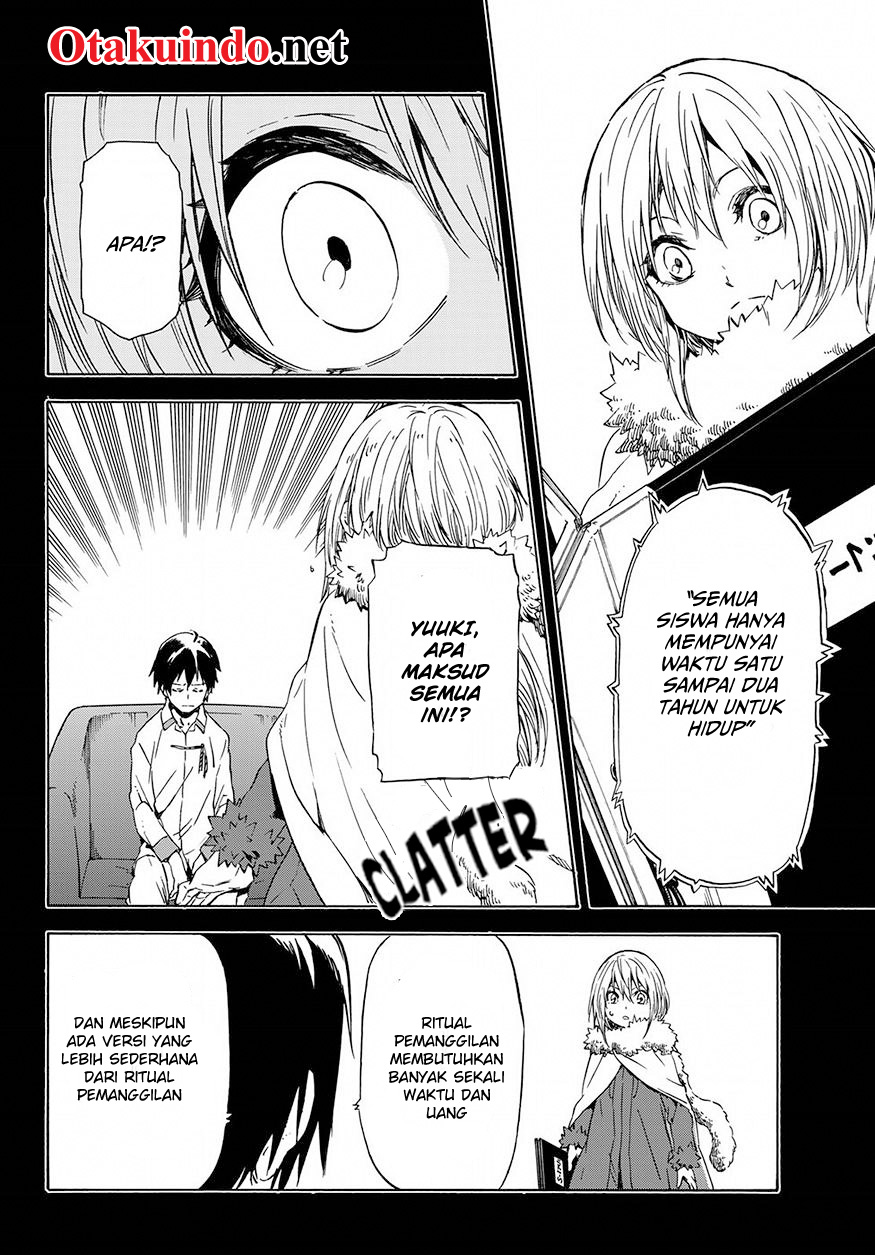 Otakuindo.net
"SEMUA
SISWA HANYA
MEMPUNYAI
WAKTU SATU
SAMPAI DUA
TAHUN UNTUK
HIDUP"
APA!?
YUUKI,
APA
MAKSUD
SEMUA
INI!?
CLATTER
RITUAL
PEMANGGILAN
MEMBUTUHKAN
BANYAK SEKALI
WAKTU DAN
UANG
DAN MESKIPUN
ADA VERSI YANG
LEBIH SEDERHANA
DARI RITUAL
PEMANGGILAN